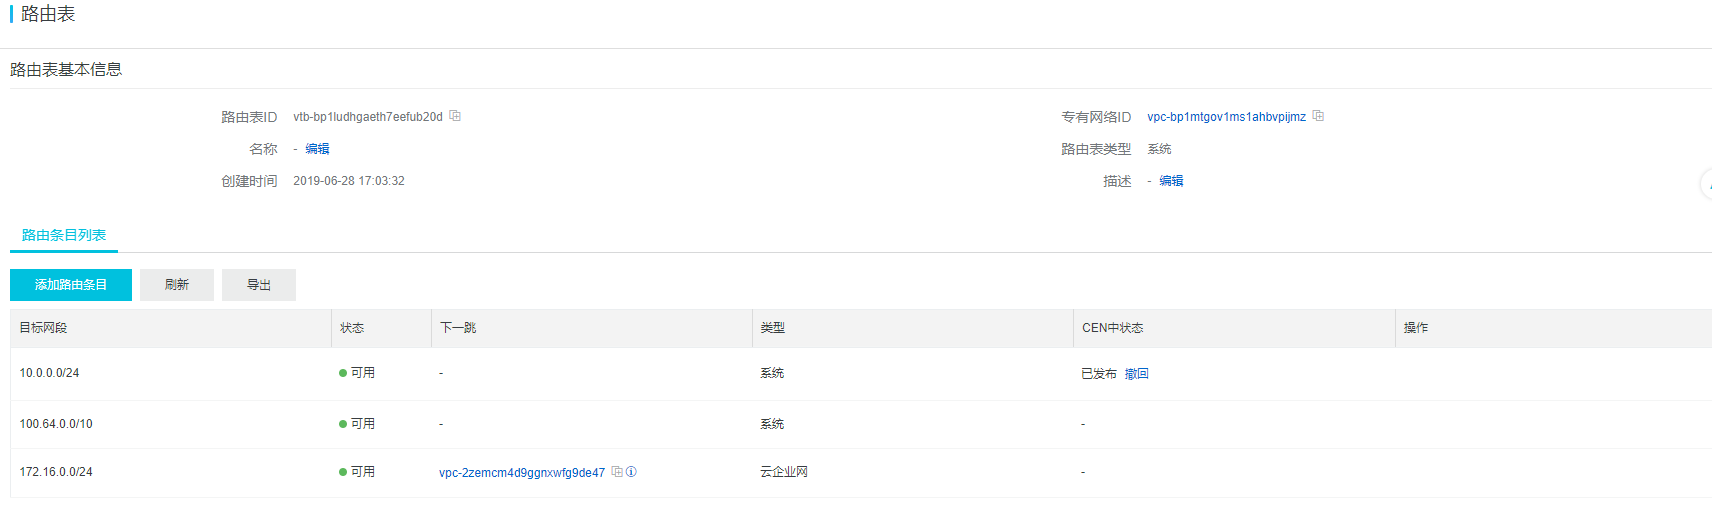 路由表
路由表基本信息
路由表ID vtb-bp1ludhgaeth7eefub20d 专有网络ID vpc-bp1mtgov1ms1ahbvpijmz
名称 - 编辑 路由表类型 系统
创建时间 2019-06-28 17:03:32 描述 - 编辑
路由条目列表
添加路由条目 刷新 导出
目标网段 状态 下一跳 类型 CEN中状态 操作
10.0.0.0/24 可用 - 系统 已发布 撤回
100.64.0.0/10 可用 - 系统 -
172.16.0.0/24 可用 vpc-2zemcm4d9ggnxwfg9de47 云企业网 -